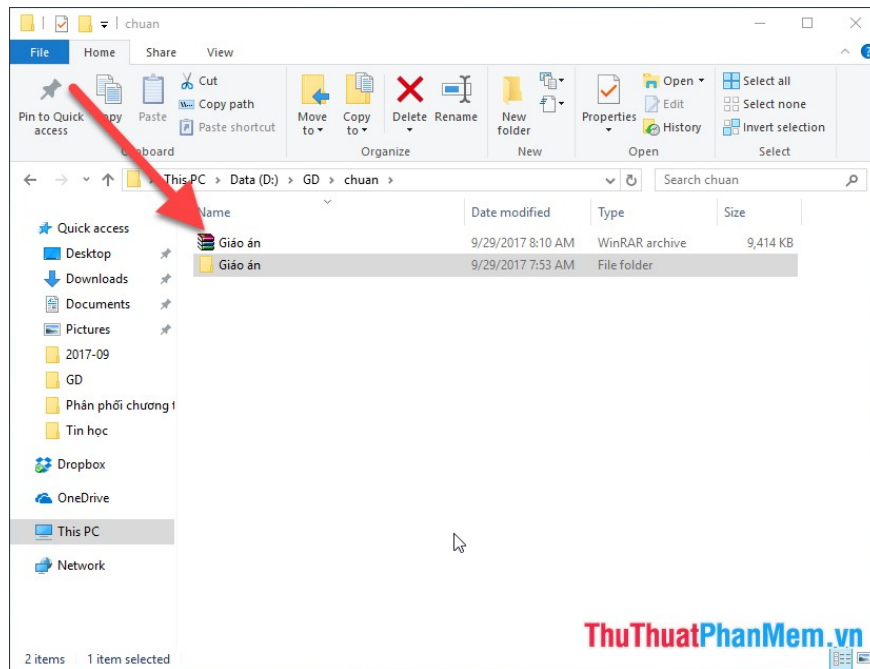 chuan
File Home Share View
Pin to Quick access
Copy
Paste
Cut
Copy path
Paste shortcut
Move to
Copy to
Delete
Rename
New folder
Properties
Open
Edit
History
Select all
Select none
Invert selection
Organize New Open Select
This PC > Data (D:) > GD > chuan >
Search chuan
Name Date modified Type Size
Giáo án 9/29/2017 8:10 AM WinRAR archive 9,414 KB
Giáo án 9/29/2017 7:53 AM File folder
Quick access
Desktop
Downloads
Documents
Pictures
2017-09
GD
Phân phối chương t
Tin học
Dropbox
OneDrive
This PC
Network
ThuThuatPhanMem.vn
2 items 1 item selected